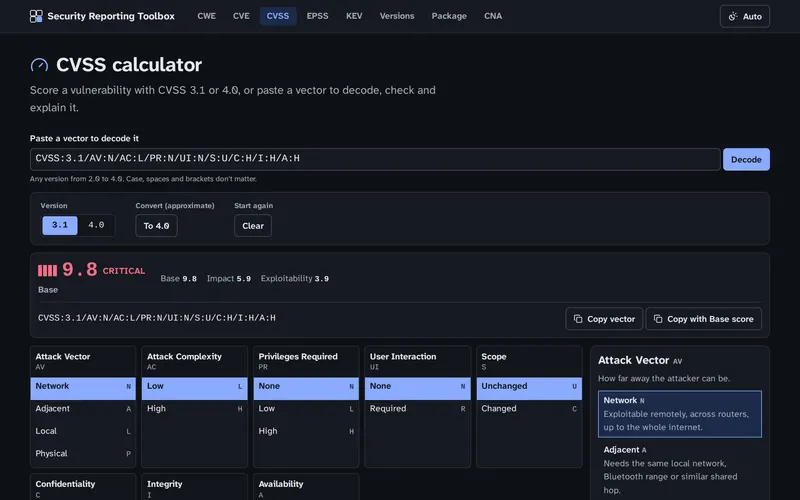 Security Reporting Toolbox CWE CVE CVSS EPSS KEV Versions Package CNA Auto
CVSS calculator
Score a vulnerability with CVSS 3.1 or 4.0, or paste a vector to decode, check and
explain it.
Paste a vector to decode it
CVSS:3.1/AV:N/AC:L/PR:N/UI:N/S:U/C:H/I:H/A:H Decode
Any version from 2.0 to 4.0. Case, spaces and brackets don't matter.
Version Convert (approximate) Start again
3.1 4.0 To 4.0 Clear
9.8 CRITICAL Base 9.8 Impact 5.9 Exploitability 3.9
Base
CVSS:3.1/AV:N/AC:L/PR:N/UI:N/S:U/C:H/I:H/A:H Copy vector Copy with Base score
Attack Vector
AV
Network N
Adjacent A
Local L
Physical P
Attack Complexity
AC
Low L
High H
Privileges Required
PR
None N
Low L
High H
User Interaction
UI
None N
Required R
Scope
S
Unchanged U
Changed C
Confidentiality
C
Integrity
I
Availability
A
Attack Vector AV
How far away the attacker can be.
Network N
Exploitable remotely, across routers,
up to the whole internet.
Adjacent A
Needs the same local network,
Bluetooth range or similar shared
hop.